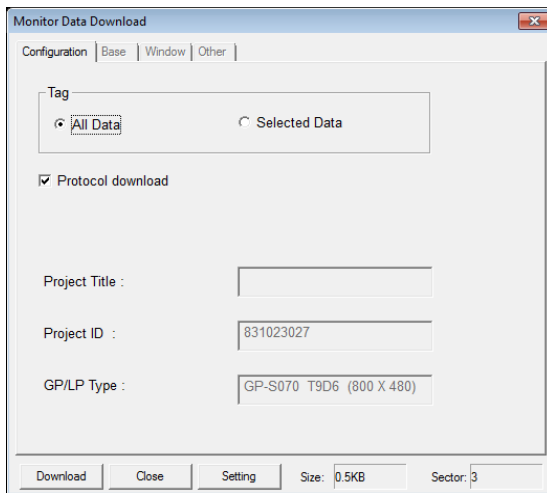 Monitor Data Download
Configuration Base Window Other
Tag
All Data Selected Data
Protocol download
Project Title :
Project ID : 831023027
GP/LP Type : GP-S070 T9D6 (800 X 480)
Download Close Setting Size: 0.5KB Sector: 3